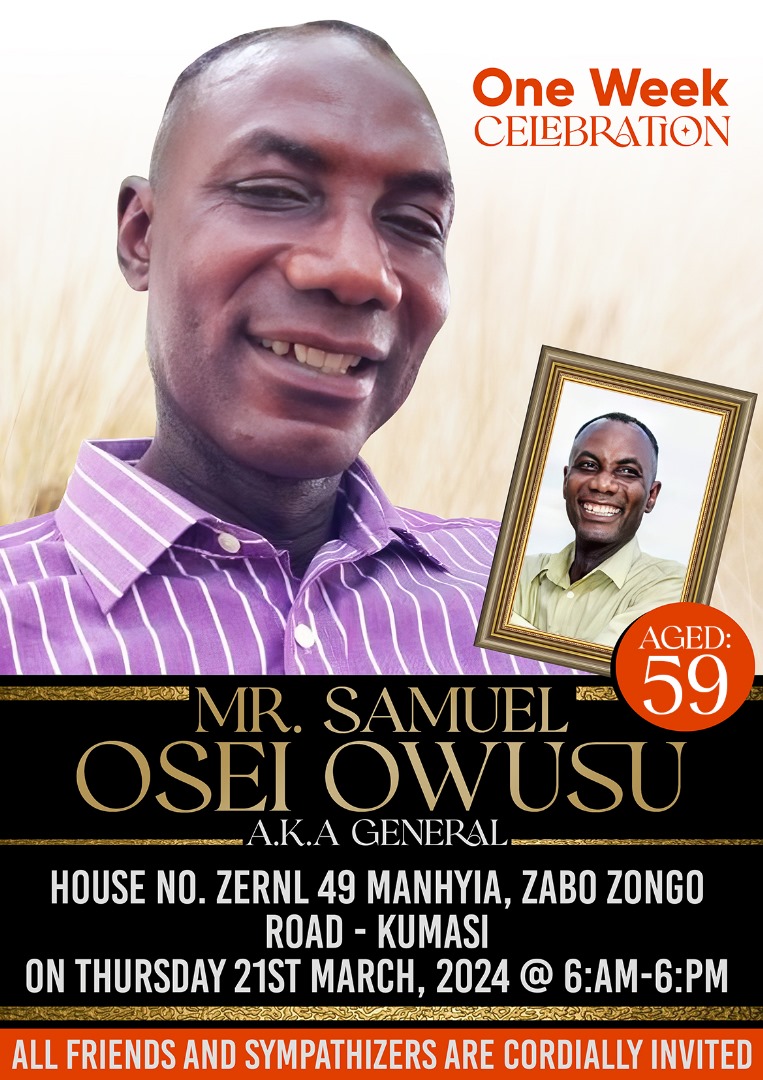 One Week
CELEBRATION
AGED:
59
MR. SAMUEL
OSEI OWUSU
A.K.A GENERAL
HOUSE NO. ZERNL 49 MANHYIA, ZABO ZONGO
ROAD - KUMASI
ON THURSDAY 21ST MARCH, 2024 @ 6:AM-6:PM
ALL FRIENDS AND SYMPATHIZERS ARE CORDIALLY INVITED